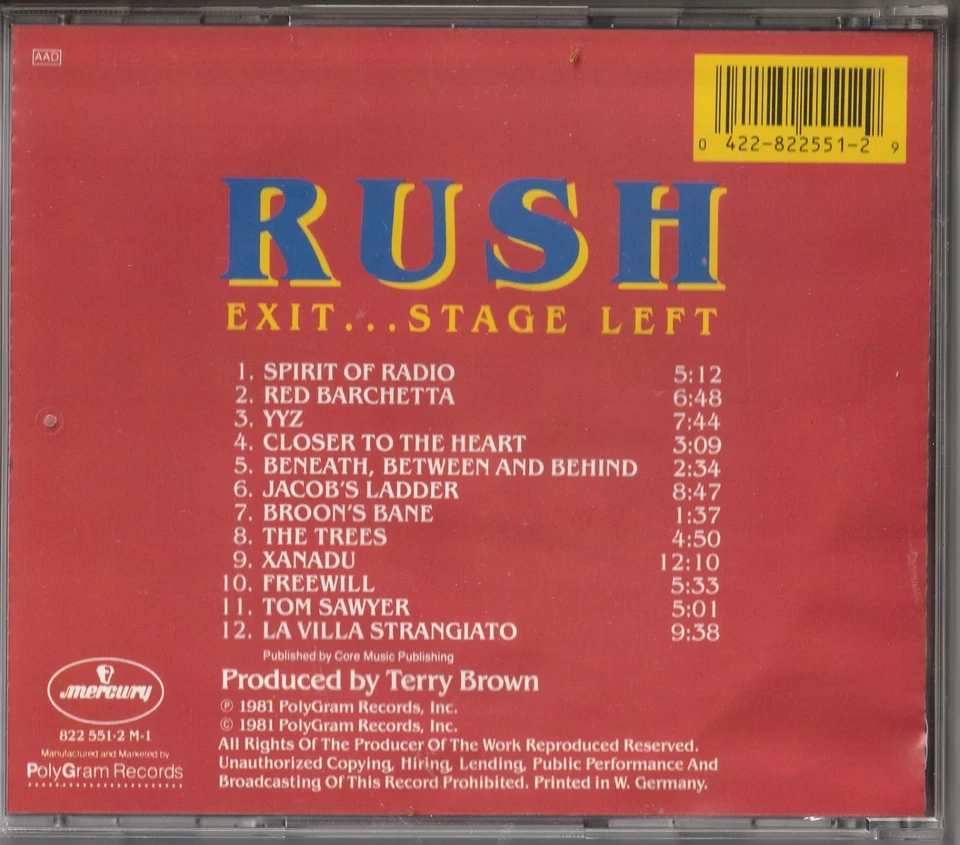 AAD
0 422-822551-2 9
RUSH
EXIT...STAGE LEFT
1. SPIRIT OF RADIO 5:12
2. RED BARCHETTA 6:48
3. YYZ 7:44
4. CLOSER TO THE HEART 3:09
5. BENEATH, BETWEEN AND BEHIND 2:34
6. JACOB'S LADDER 8:47
7. BROON'S BANE 1:37
8. THE TREES 4:50
9. XANADU 12:10
10. FREEWILL 5:33
11. TOM SAWYER 5:01
12. LA VILLA STRANGIATO 9:38
Published by Core Music Publishing
Produced by Terry Brown
℗ 1981 PolyGram Records, Inc.
© 1981 PolyGram Records, Inc.
All Rights Of The Producer Of The Work Reproduced Reserved.
Unauthorized Copying, Hiring, Lending, Public Performance And
Broadcasting Of This Record Prohibited. Printed in W. Germany.
mercury
822 551-2 M-1
Manufactured and Marketed by
PolyGram Records